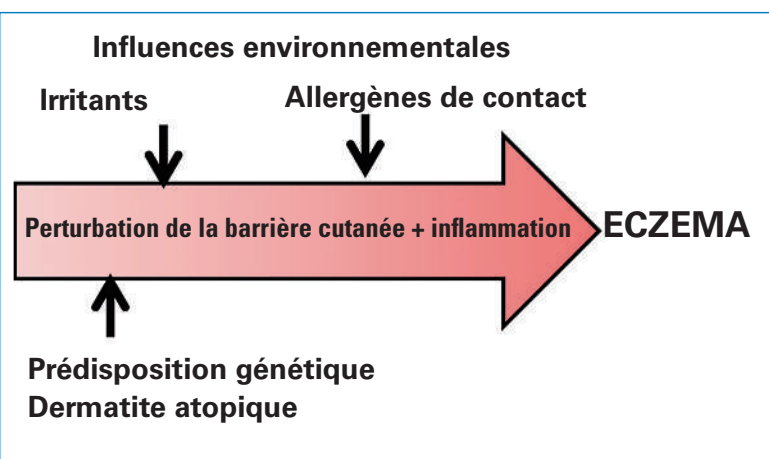 Influences environnementales
Irritants
Allergènes de contact
Perturbation de la barrière cutanée + inflammation
ECZEMA
Prédisposition génétique
Dermatite atopique